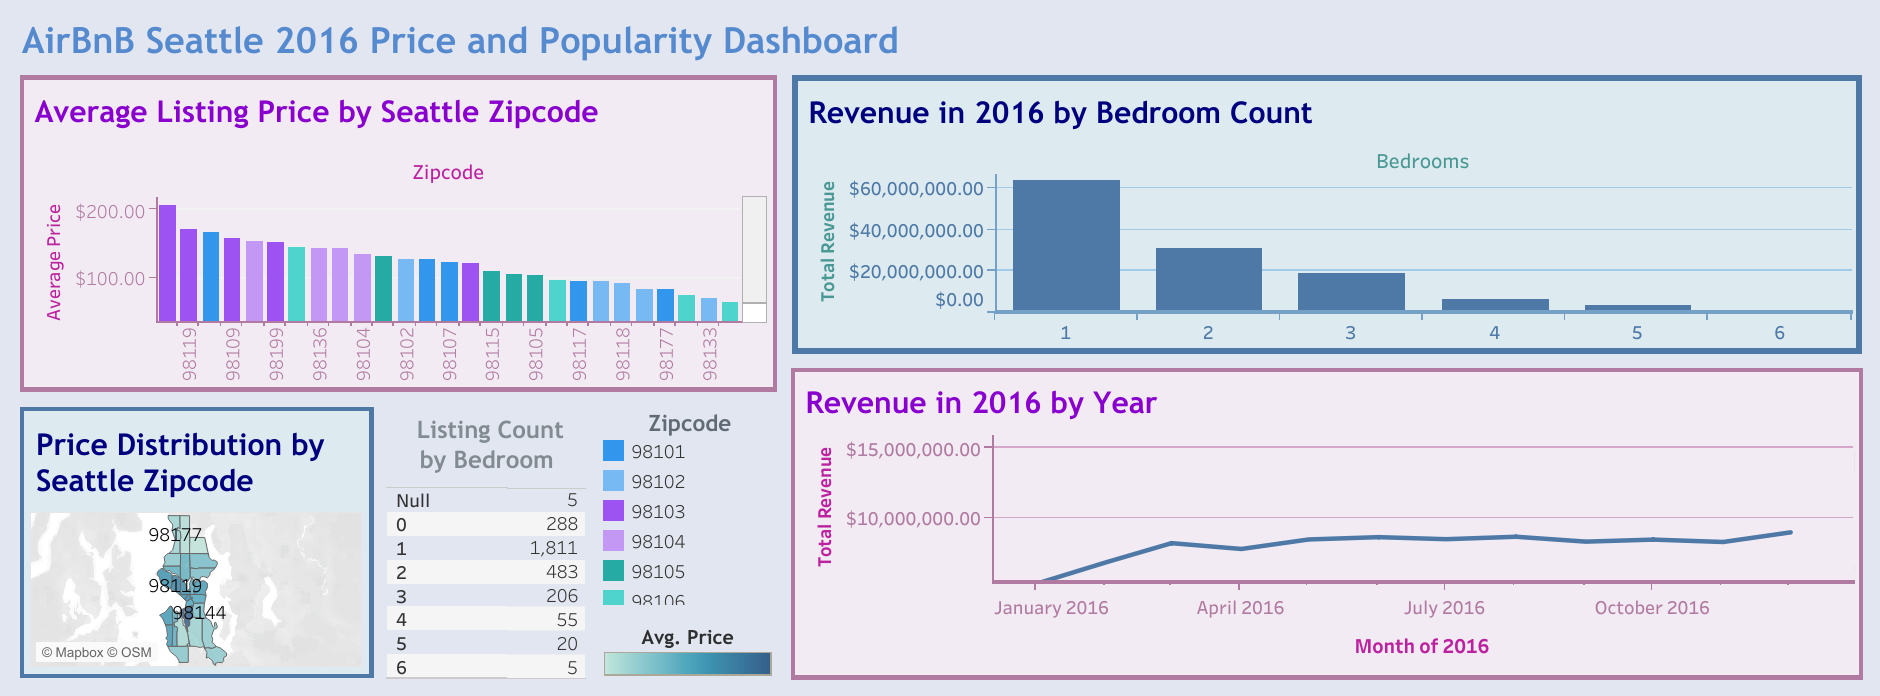 AirBnB Seattle 2016 Price and Popularity Dashboard
Average Listing Price by Seattle Zipcode
Zipcode
Average Price
$200.00
$100.00
98119
98109
98199
98136
98104
98102
98107
98115
98105
98117
98118
98177
98133
Revenue in 2016 by Bedroom Count
Bedrooms
Total Revenue
$60,000,000.00
$40,000,000.00
$20,000,000.00
$0.00
1
2
3
4
5
6
Price Distribution by
Seattle Zipcode
98177
98119
98144
© Mapbox © OSM
Listing Count
by Bedroom
Null 5
0 288
1 1,811
2 483
3 206
4 55
5 20
6 5
Zipcode
98101
98102
98103
98104
98105
98106
Avg. Price
Revenue in 2016 by Year
Total Revenue
$15,000,000.00
$10,000,000.00
January 2016
April 2016
July 2016
October 2016
Month of 2016